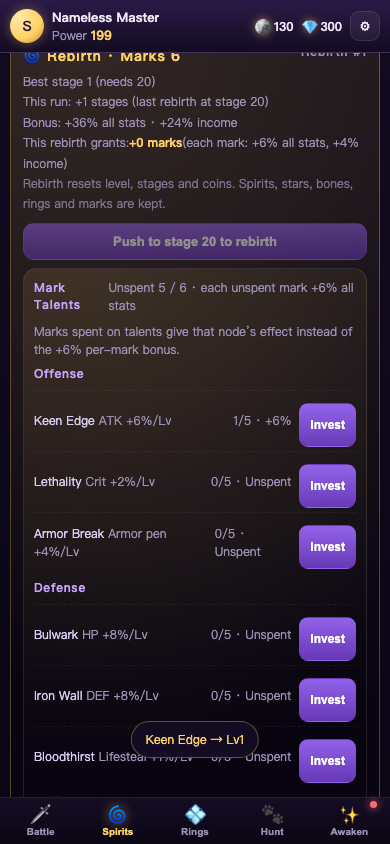 S
Nameless Master
Power 199
130
300
Rebirth · Marks 6
Rebirth #1
Best stage 1 (needs 20)
This run: +1 stages (last rebirth at stage 20)
Bonus: +36% all stats · +24% income
This rebirth grants:+0 marks(each mark: +6% all stats, +4%
income)
Rebirth resets level, stages and coins. Spirits, stars, bones,
rings and marks are kept.
Push to stage 20 to rebirth
Mark
Talents
Unspent 5 / 6 · each unspent mark +6% all
stats
Marks spent on talents give that node's effect instead of
the +6% per-mark bonus.
Offense
Keen Edge ATK +6%/Lv 1/5 · +6% Invest
Lethality Crit +2%/Lv 0/5 · Unspent Invest
Armor Break Armor pen
+4%/Lv
0/5 ·
Unspent
Invest
Defense
Bulwark HP +8%/Lv 0/5 · Unspent Invest
Iron Wall DEF +8%/Lv 0/5 · Unspent Invest
Keen Edge → Lv1
Bloodthirst Lifesteal 0/5 · Unspent Invest
Battle
Spirits
Rings
Hunt
Awaken